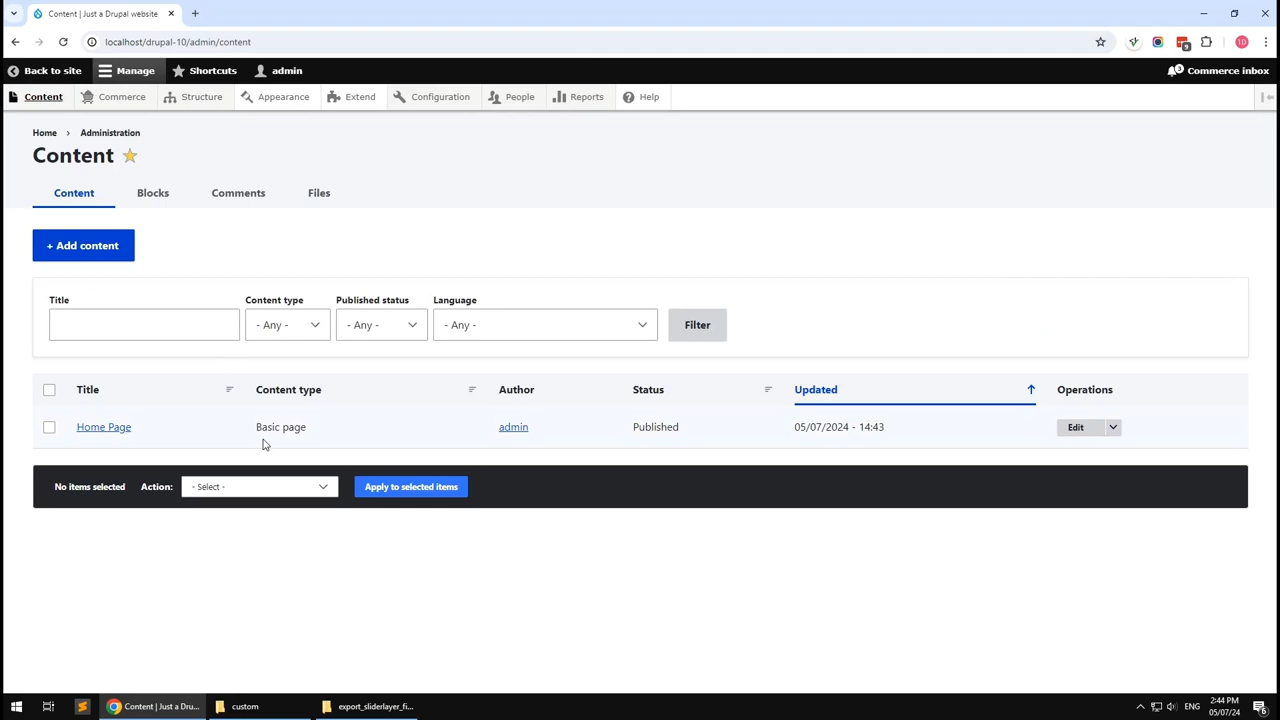 Content | Just a Drupal website
localhost/drupal-10/admin/content
9
1D
Back to site
Manage
Shortcuts
admin
3
Commerce inbox
Content
Commerce
Structure
Appearance
Extend
Configuration
People
Reports
Help
Home
Administration
Content
Content
Blocks
Comments
Files
+ Add content
Title
Content type
Published status
Language
- Any -
- Any -
- Any -
Filter
Title
Content type
Author
Status
Updated
Operations
Home Page
Basic page
admin
Published
05/07/2024 - 14:43
Edit
No items selected
Action:
- Select -
Apply to selected items
Content | Just a Dru...
custom
export_sliderlayer_fi...
ENG
2:44 PM
05/07/24
6